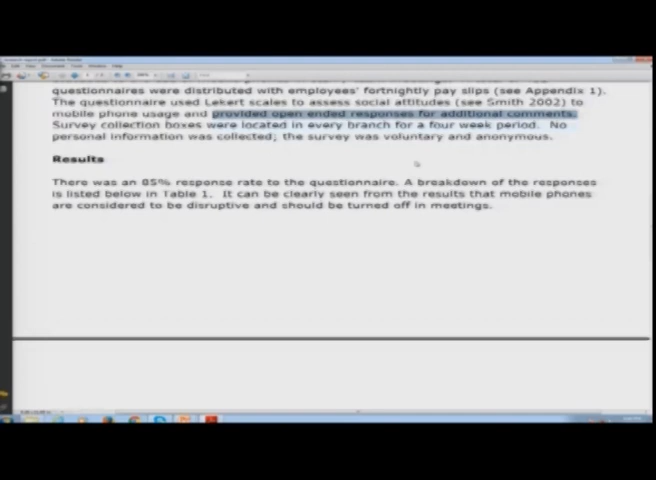 questionnaires were distributed with employees' fortnightly pay slips (see Appendix 1).
The questionnaire used Lekert scales to assess social attitudes (see Smith 2002) to
mobile phone usage and provided open ended responses for additional comments.
Survey collection boxes were located in every branch for a four week period.  No
personal information was collected; the survey was voluntary and anonymous.
Results
There was an 85% response rate to the questionnaire. A breakdown of the responses
is listed below in Table 1.  It can be clearly seen from the results that mobile phones
are considered to be disruptive and should be turned off in meetings.